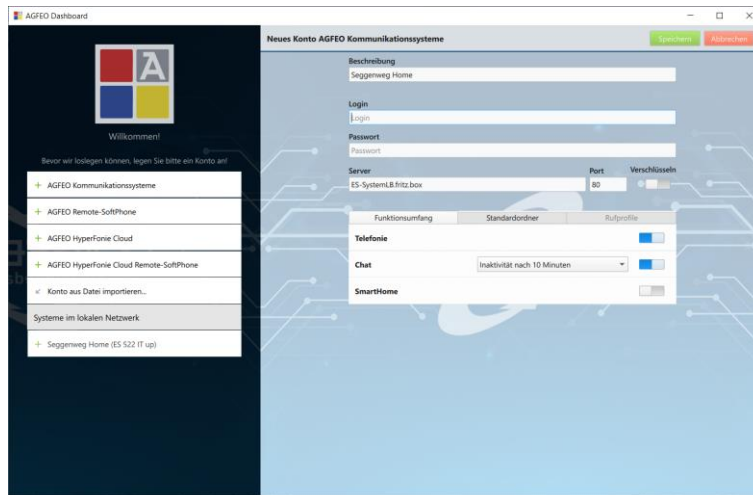 AGFEO Dashboard
Neues Konto AGFEO Kommunikationssysteme
Speichern
Abbrechen
A
Willkommen!
Bevor wir loslegen können, legen Sie bitte ein Konto an!
+ AGFEO Kommunikationssysteme
+ AGFEO Remote-SoftPhone
+ AGFEO HyperFonie Cloud
+ AGFEO HyperFonie Cloud Remote-SoftPhone
Konto aus Datei importieren...
Systeme im lokalen Netzwerk
+ Seggenweg Home (ES 522 IT up)
Beschreibung
Seggenweg Home
Login
Login
Passwort
Passwort
Server Port Verschlüsseln
ES-SystemLB.fritz.box 80
Funktionsumfang Standardordner Rufprofile
Telefonie
Chat Inaktivität nach 10 Minuten
SmartHome